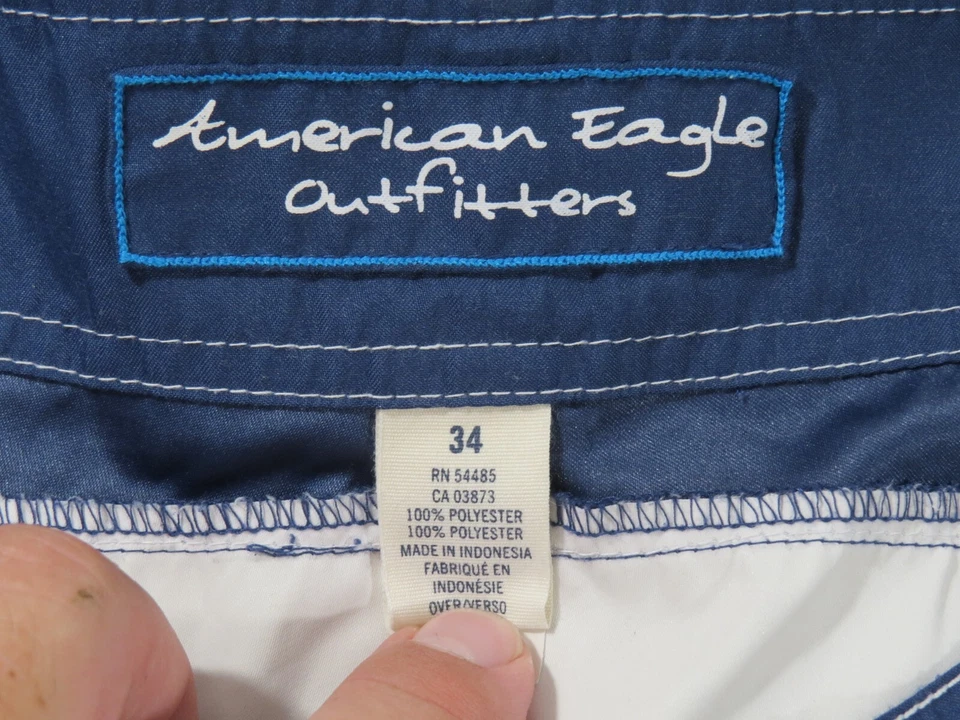 American Eagle
Outfitters
34
RN 54485
CA 03873
100% POLYESTER
100% POLYESTER
MADE IN INDONESIA
FABRIQUÉ EN
INDONÉSIE
OVER/VERSO